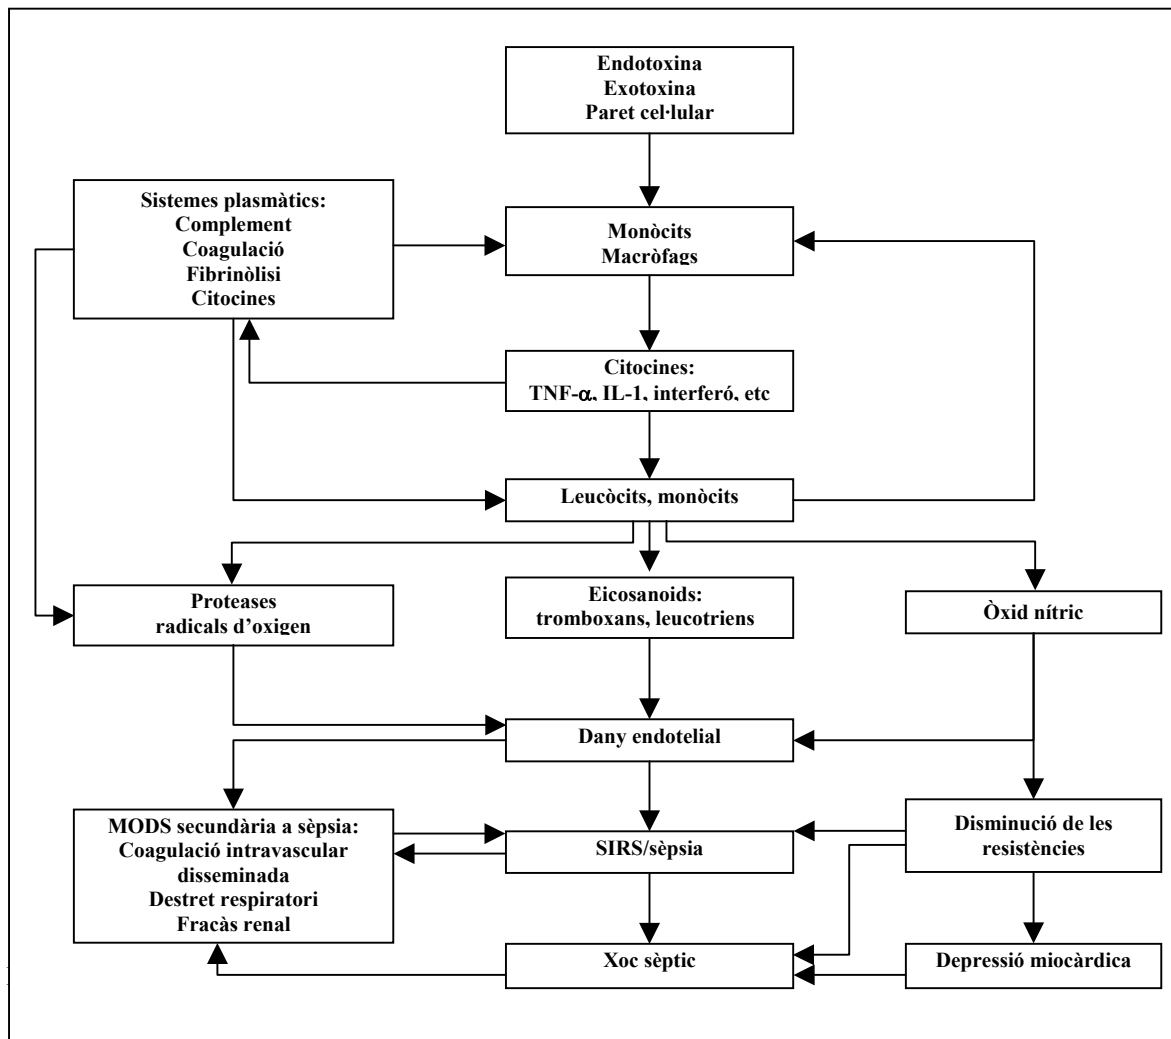 Endotoxina
Exotoxina
Paret cel·lular
Sistemes plasmàtics:
Complement
Coagulació
Fibrinòlisi
Citocines
Monòcits
Macròfags
Citocines:
TNF-α, IL-1, interferó, etc
Leucòcits, monòcits
Proteases
radicals d’oxigen
Eicosanoids:
tromboxans, leucotriens
Òxid nítric
Dany endotelial
MODS secundària a sèpsia:
Coagulació intravascular
disseminada
Destret respiratori
Fracàs renal
SIRS/sèpsia
Disminució de les
resistències
Xoc sèptic
Depressió miocàrdica